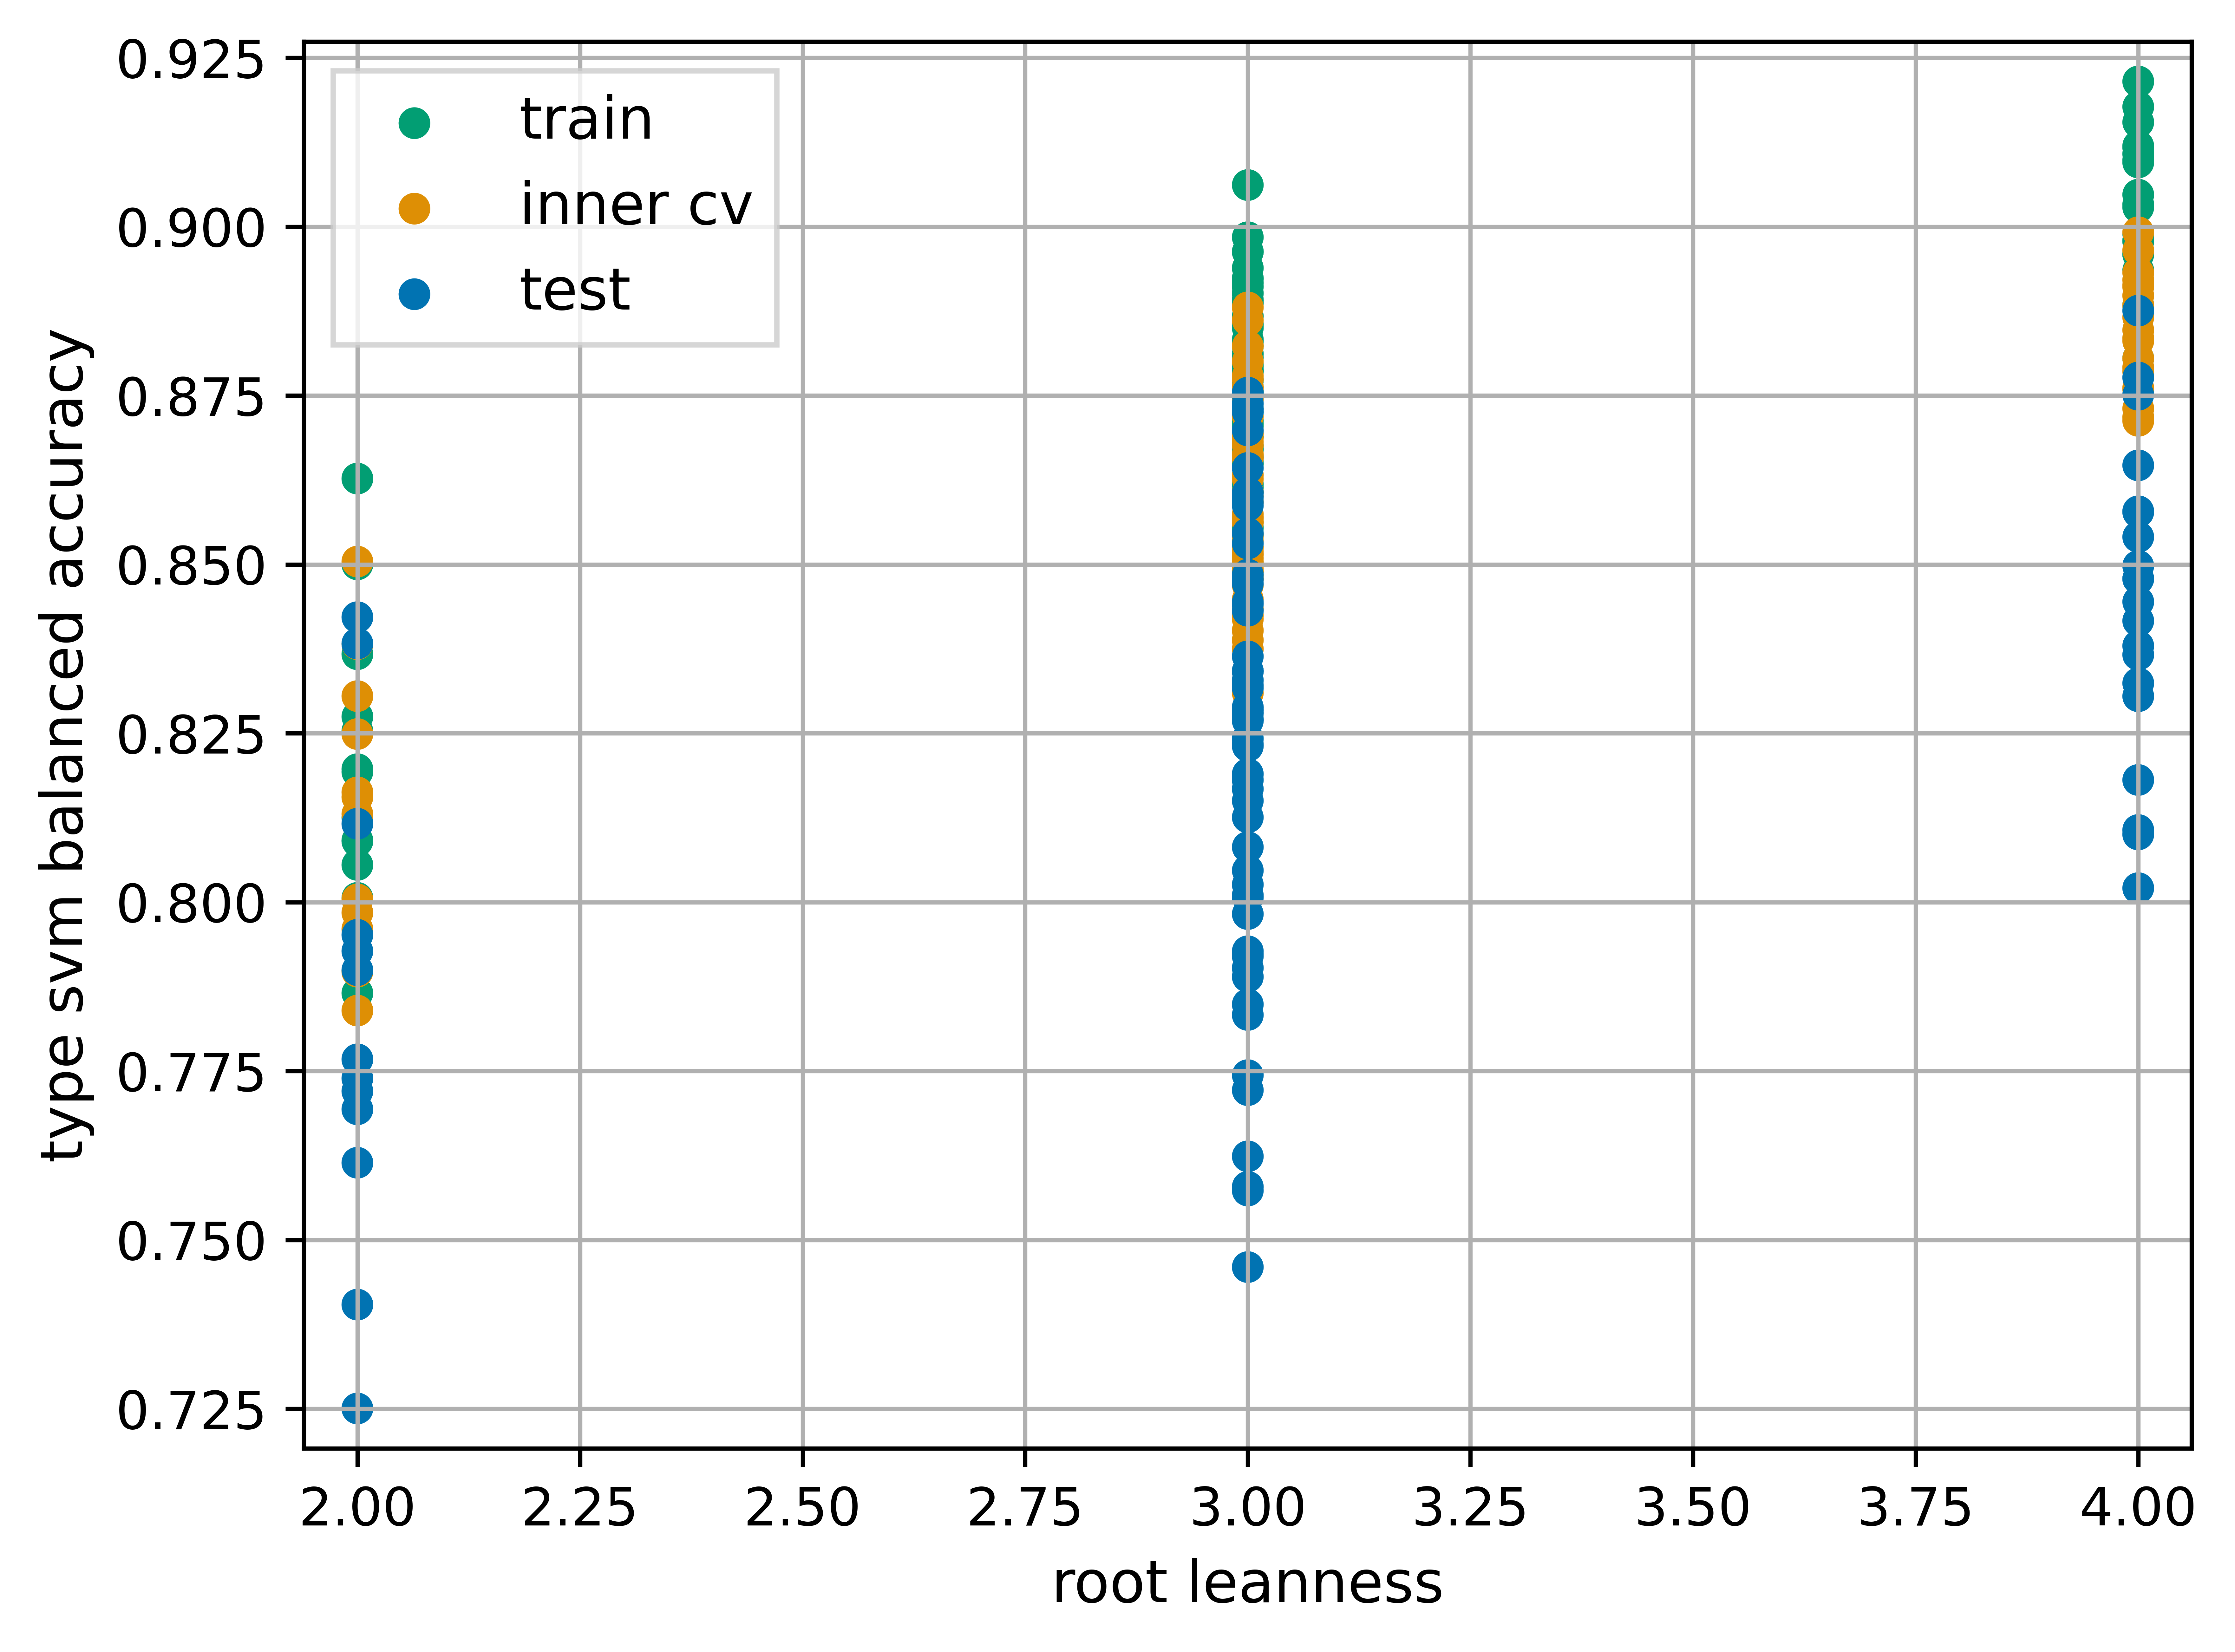 0.925
0.900
0.875
0.850
0.825
0.800
0.775
0.750
0.725
type svm balanced accuracy
train
inner cv
test
2.00 2.25 2.50 2.75 3.00 3.25 3.50 3.75 4.00
root leanness